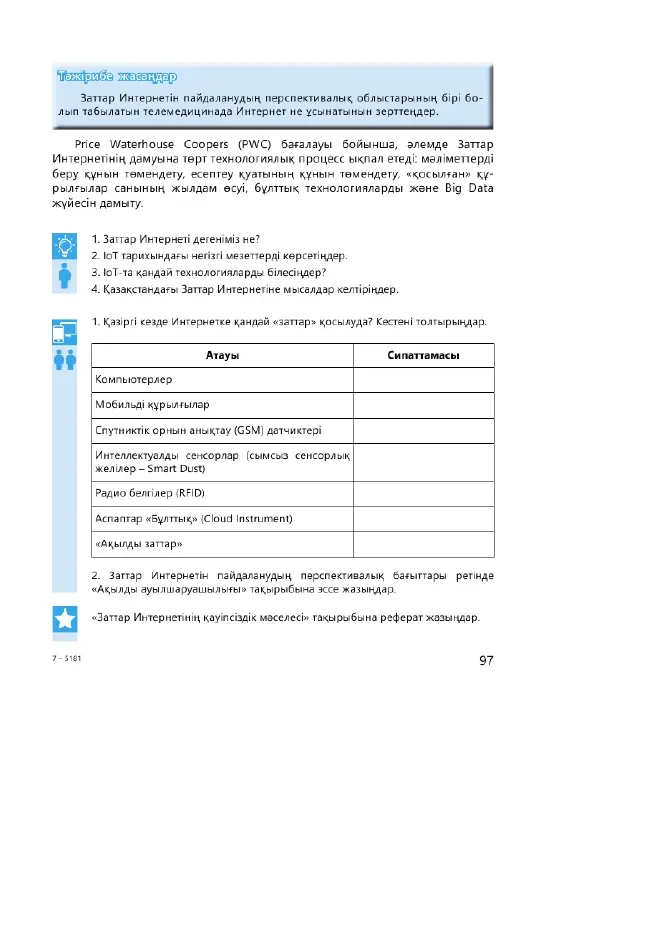 Тәжірибе жасаңдар
Заттар Интернетін пайдаланудың перспективалық облыстарының бірі бо-
лып табылатын телемедицинада Интернет не ұсынатынын зерттеңдер.
Price Waterhouse Coopers (PWC) бағалауы бойынша, әлемде Заттар
Интернетінің дамуына төрт технологиялық процесс ықпал етеді: мәліметтерді
беру құнын төмендету, есептеу қуатының құнын төмендету, «қосылған» құ-
рылғылар санының жылдам өсуі, бұлттық технологияларды және Big Data
жүйесін дамыту.
1. Заттар Интернеті дегеніміз не?
2. IoT тарихындағы негізгі мезеттерді көрсетіңдер.
3. IoT-та қандай технологияларды білесіңдер?
4. Қазақстандағы Заттар Интернетіне мысалдар келтіріңдер.
1. Қазіргі кезде Интернетке қандай «заттар» қосылуда? Кестені толтырыңдар.
Атауы Сипаттамасы
Компьютерлер
Мобильді құрылғылар
Спутниктік орнын анықтау (GSM) датчиктері
Интеллектуалды сенсорлар (сымсыз сенсорлық
желілер – Smart Dust)
Радио белгілер (RFID)
Аспаптар «Бұлттық» (Cloud Instrument)
«Ақылды заттар»
2. Заттар Интернетін пайдаланудың перспективалық бағыттары ретінде
«Ақылды ауылшаруашылығы» тақырыбына эссе жазыңдар.
«Заттар Интернетінің қауіпсіздік мәселесі» тақырыбына реферат жазыңдар.
7 – 5181
97